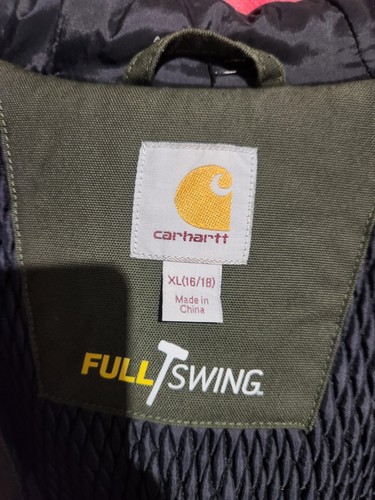 carhartt
XL(16/18)
Made in
China
FULL SWING